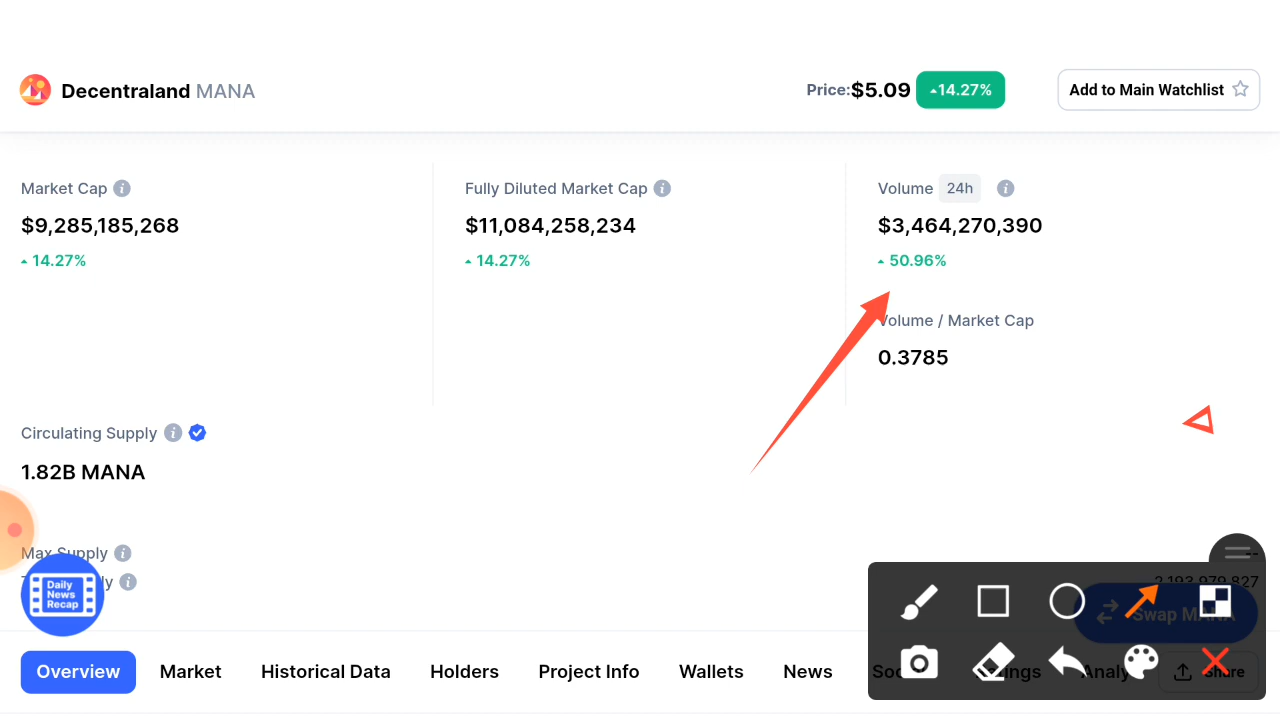 Decentraland MANA
Price: $5.09 14.27%
Add to Main Watchlist
Market Cap
$9,285,185,268
14.27%
Fully Diluted Market Cap
$11,084,258,234
14.27%
Volume 24h
$3,464,270,390
50.96%
Volume / Market Cap
0.3785
Circulating Supply
1.82B MANA
Max Supply
--
2,193,979,827
Daily
News
Recap
Swap MANA
Overview Market Historical Data Holders Project Info Wallets News
Share